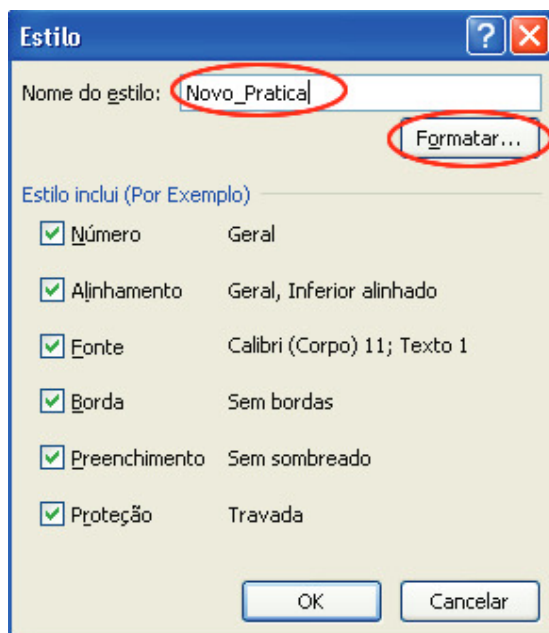 Estilo
Nome do estilo: Novo_Pratica
Formatar...
Estilo inclui (Por Exemplo)
Número Geral
Alinhamento Geral, Inferior alinhado
Fonte Calibri (Corpo) 11; Texto 1
Borda Sem bordas
Preenchimento Sem sombreado
Proteção Travada
OK Cancelar